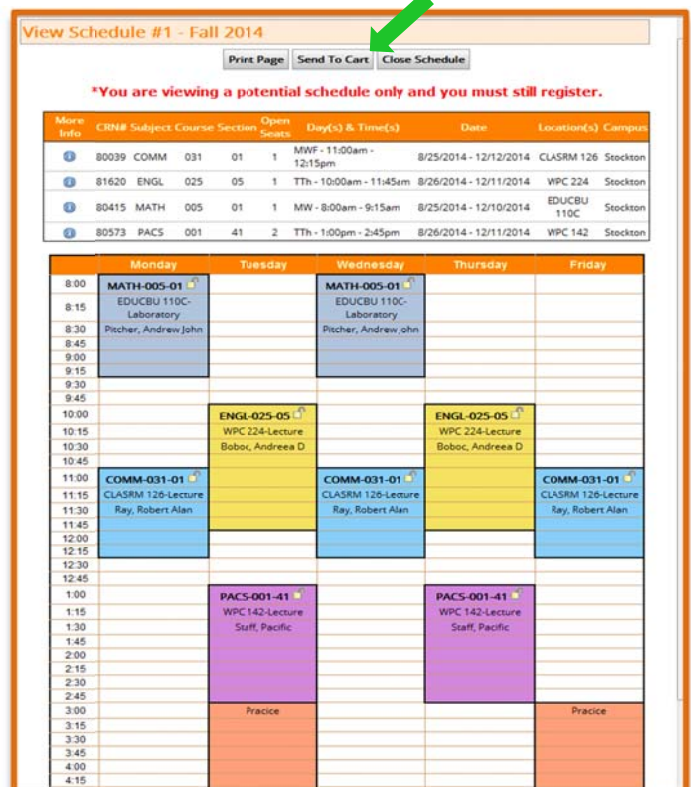 View Schedule #1 - Fall 2014
Print Page Send To Cart Close Schedule
*You are viewing a potential schedule only and you must still register.
More Info CRN# Subject Course Section Open Seats Day(s) & Time(s) Date Location(s) Campus
80039 COMM 031 01 1 MWF - 11:00am - 12:15pm 8/25/2014 - 12/12/2014 CLASRM 126 Stockton
81620 ENGL 025 05 1 TTh - 10:00am - 11:45am 8/26/2014 - 12/11/2014 WPC 224 Stockton
80415 MATH 005 01 1 MW - 8:00am - 9:15am 8/25/2014 - 12/10/2014 EDUCBU 110C Stockton
80573 PACS 001 41 2 TTh - 1:00pm - 2:45pm 8/26/2014 - 12/11/2014 WPC 142 Stockton
Monday Tuesday Wednesday Thursday Friday
8:00 MATH-005-01 MATH-005-01
8:15 EDUCBU 110C-Laboratory EDUCBU 110C-Laboratory
8:30 Pitcher, Andrew John Pitcher, Andrew John
8:45
9:00
9:15
9:30
9:45
10:00 ENGL-025-05 ENGL-025-05
10:15 WPC 224-Lecture WPC 224-Lecture
10:30 Boboc, Andreea D Boboc, Andreea D
10:45
11:00 COMM-031-01 COMM-031-01 COMM-031-01
11:15 CLASRM 126-Lecture CLASRM 126-Lecture CLASRM 126-Lecture
11:30 Ray, Robert Alan Ray, Robert Alan Ray, Robert Alan
11:45
12:00
12:15
12:30
12:45
1:00 PACS-001-41 PACS-001-41
1:15 WPC 142-Lecture WPC 142-Lecture
1:30 Staff, Pacific Staff, Pacific
1:45
2:00
2:15
2:30
2:45
3:00 Pracice Pracice
3:15
3:30
3:45
4:00
4:15